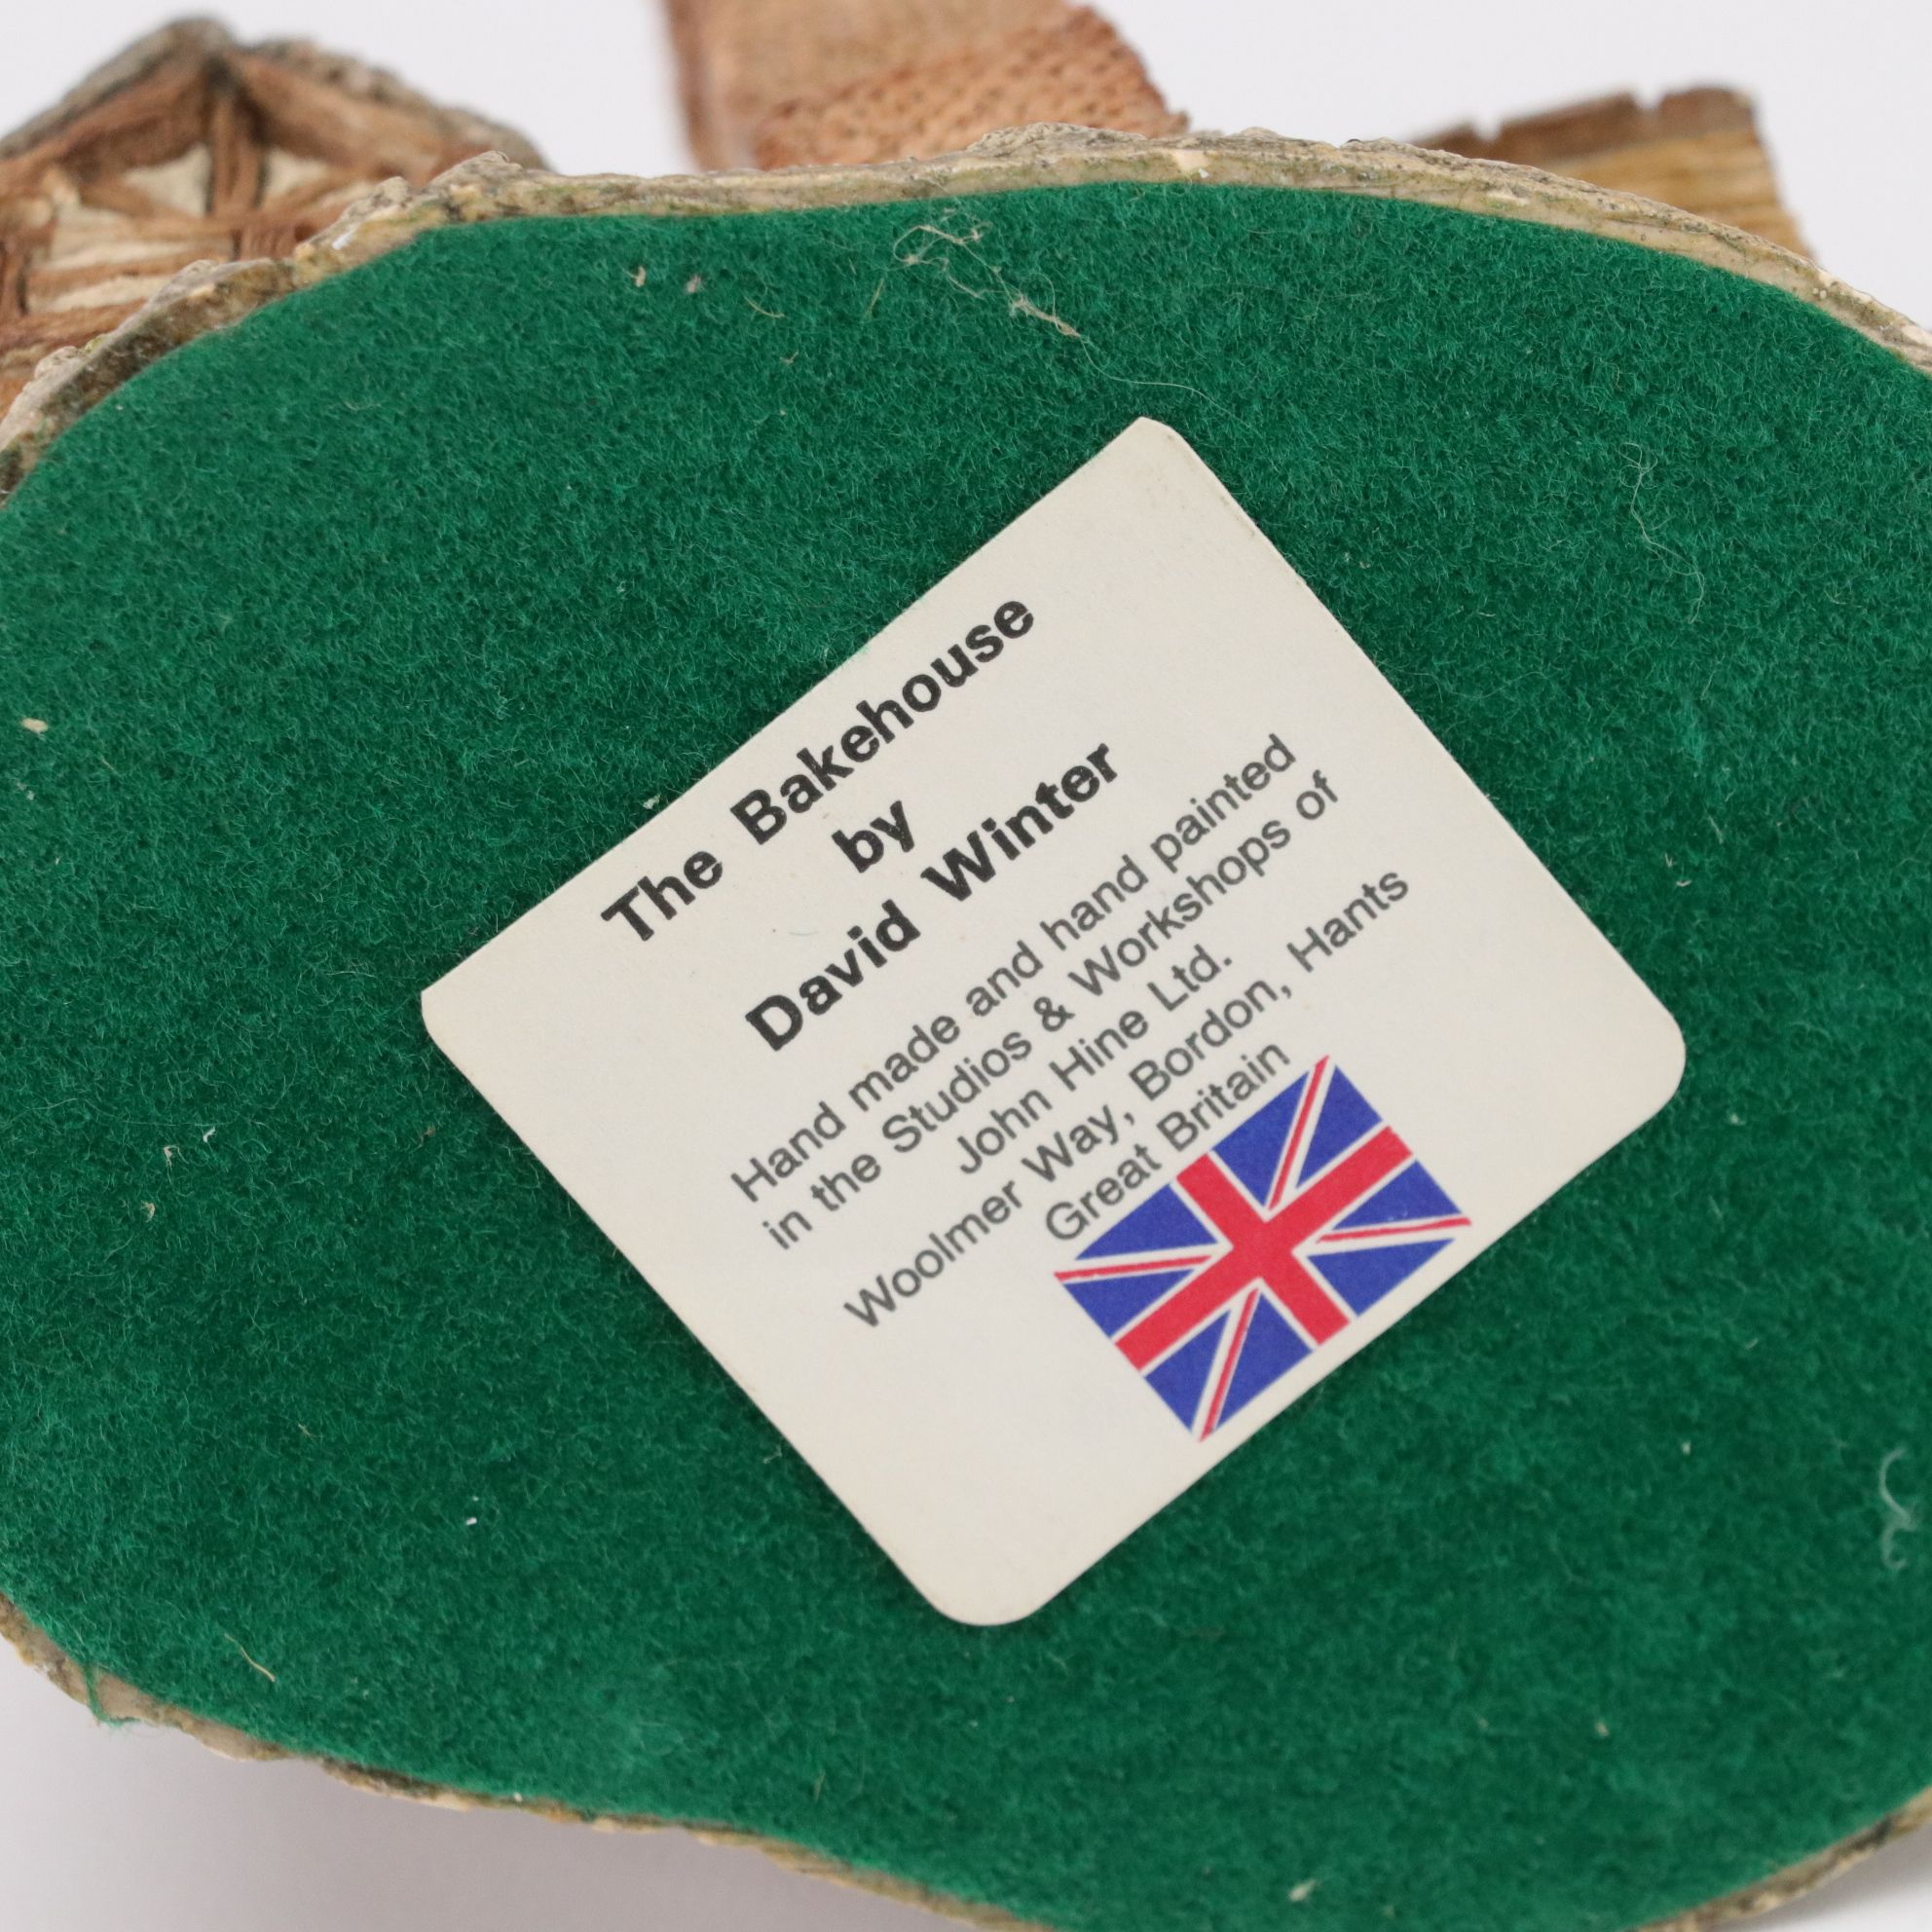 The Bakehouse
by
David Winter
Hand made and hand painted
in the Studios & Workshops of
John Hine Ltd.
Woolmer Way, Bordon, Hants
Great Britain